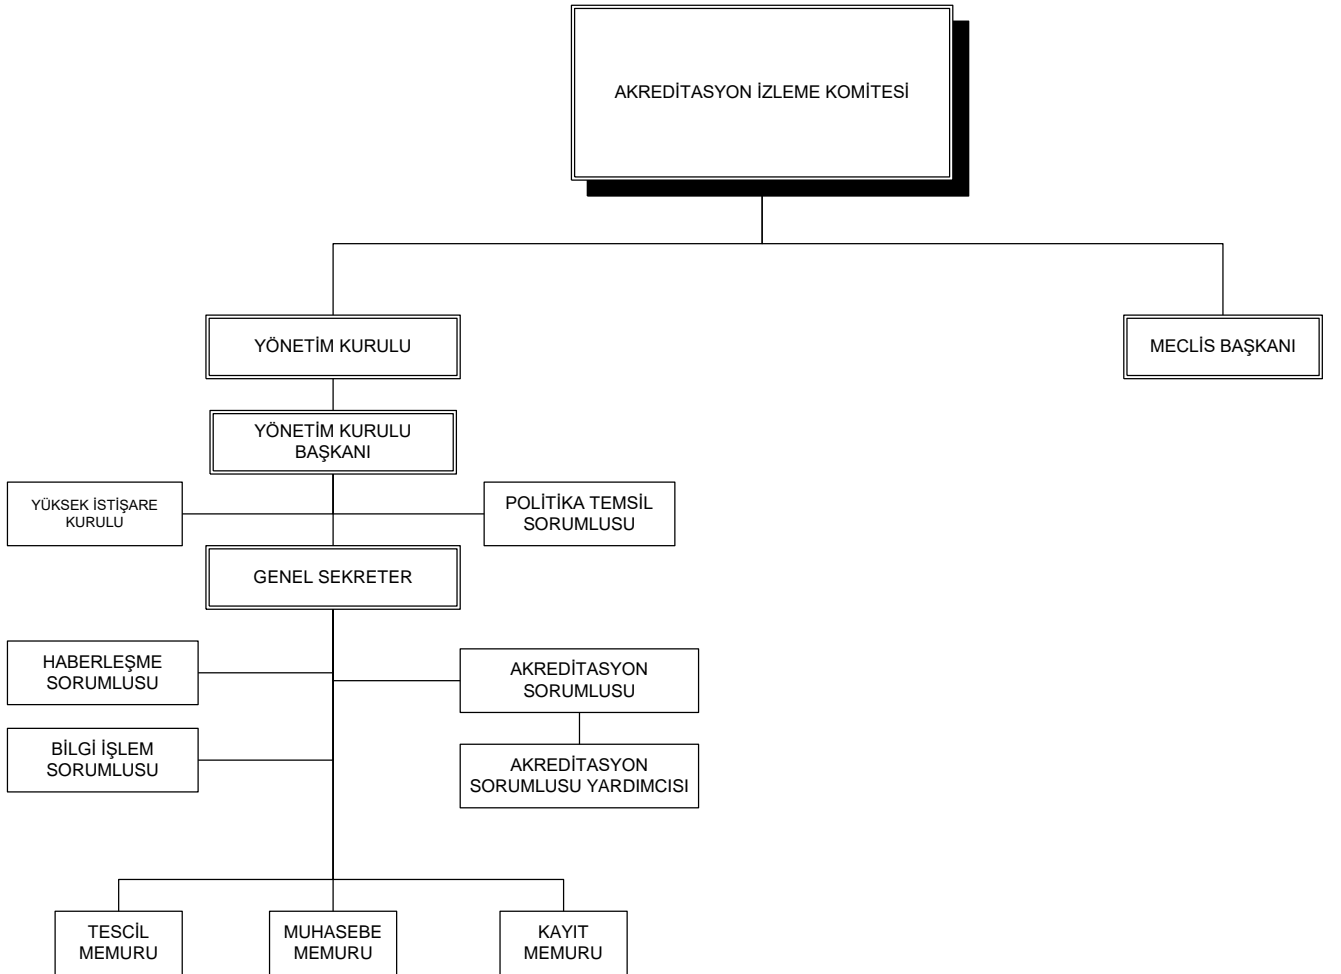 AKREDİTASYON İZLEME KOMİTESİ
YÖNETİM KURULU
MECLİS BAŞKANI
YÖNETİM KURULU
BAŞKANI
YÜKSEK İSTİŞARE
KURULU
POLİTİKA TEMSİL
SORUMLUSU
GENEL SEKRETER
HABERLEŞME
SORUMLUSU
AKREDİTASYON
SORUMLUSU
BİLGİ İŞLEM
SORUMLUSU
AKREDİTASYON
SORUMLUSU YARDIMCISI
TESCİL
MEMURU
MUHASEBE
MEMURU
KAYIT
MEMURU